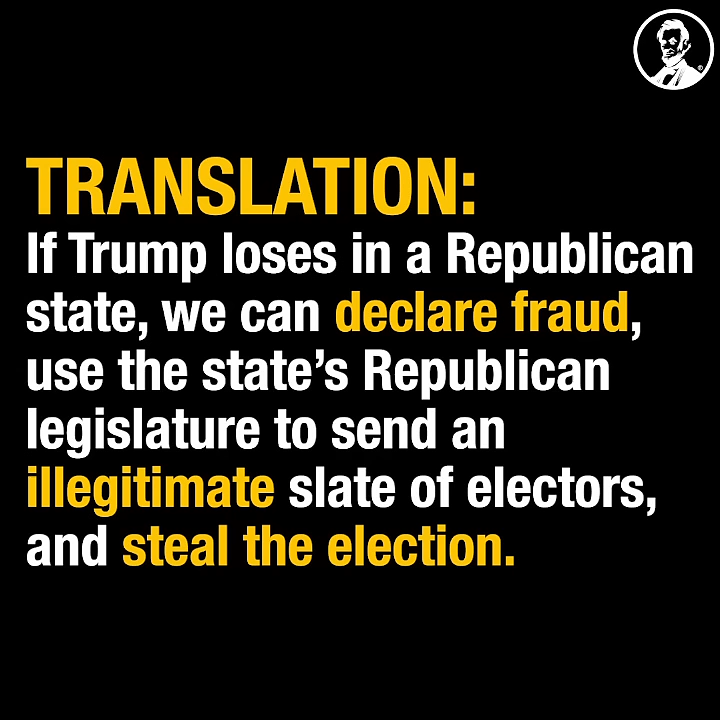 TRANSLATION:
If Trump loses in a Republican
state, we can declare fraud,
use the state’s Republican
legislature to send an
illegitimate slate of electors,
and steal the election.